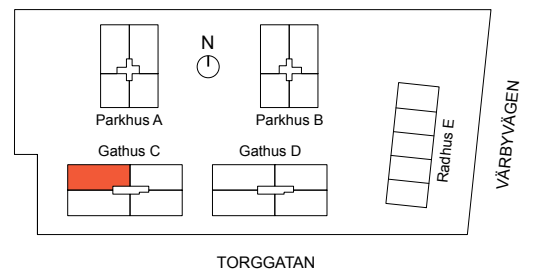 N
Parkhus A
Parkhus B
Gathus C
Gathus D
Radhus E
VÄRBYVÄGEN
TORGGATAN